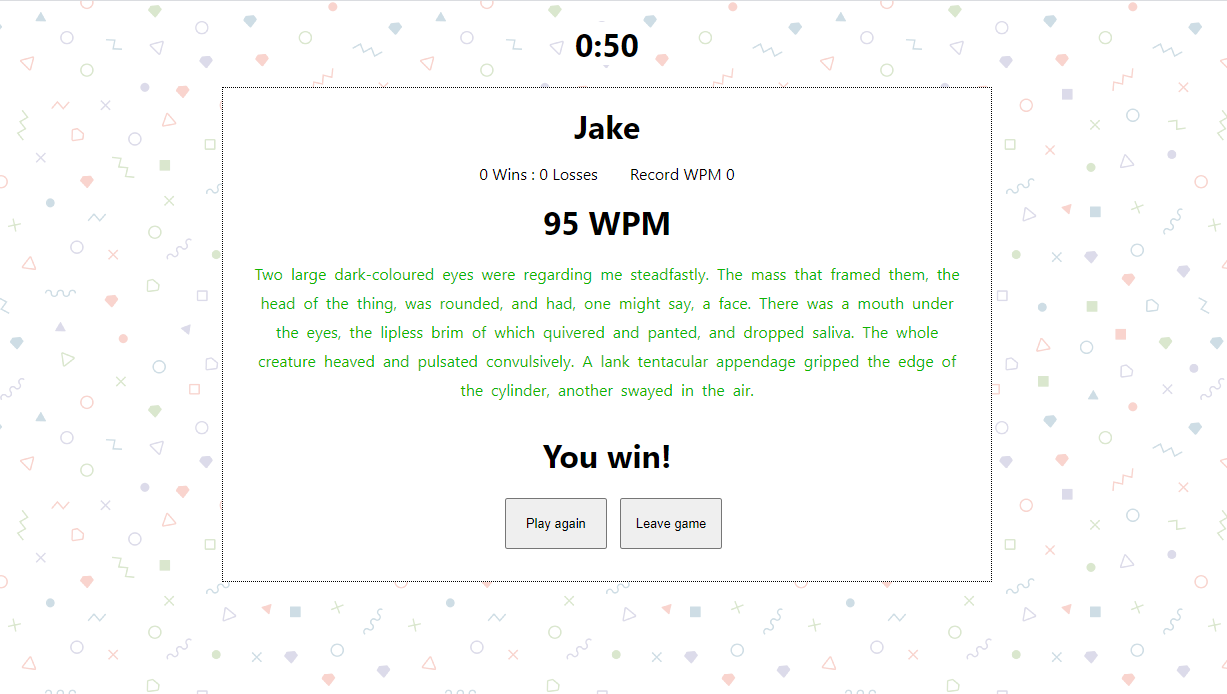 0:50
Jake
0 Wins : 0 Losses Record WPM 0
95 WPM
Two large dark-coloured eyes were regarding me steadfastly. The mass that framed them, the
head of the thing, was rounded, and had, one might say, a face. There was a mouth under
the eyes, the lipless brim of which quivered and panted, and dropped saliva. The whole
creature heaved and pulsated convulsively. A lank tentacular appendage gripped the edge of
the cylinder, another swayed in the air.
You win!
Play again Leave game